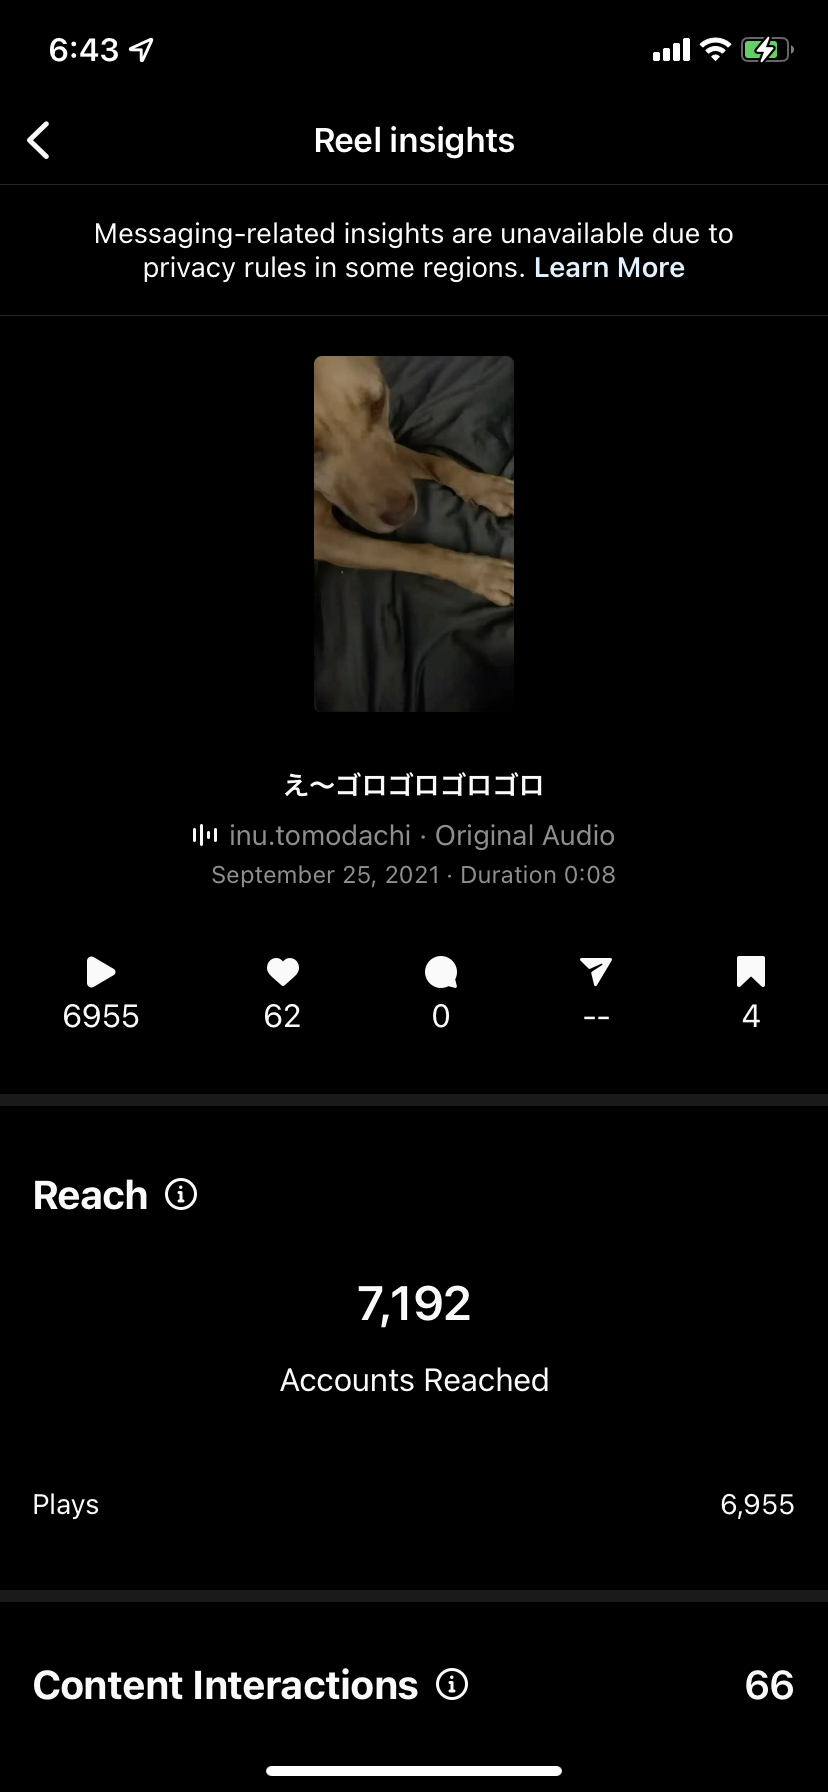 6:43
Reel insights
Messaging-related insights are unavailable due to
privacy rules in some regions. Learn More
え〜ゴロゴロゴロゴロ
inu.tomodachi · Original Audio
September 25, 2021 · Duration 0:08
6955 62 0 -- 4
Reach
7,192
Accounts Reached
Plays 6,955
Content Interactions 66